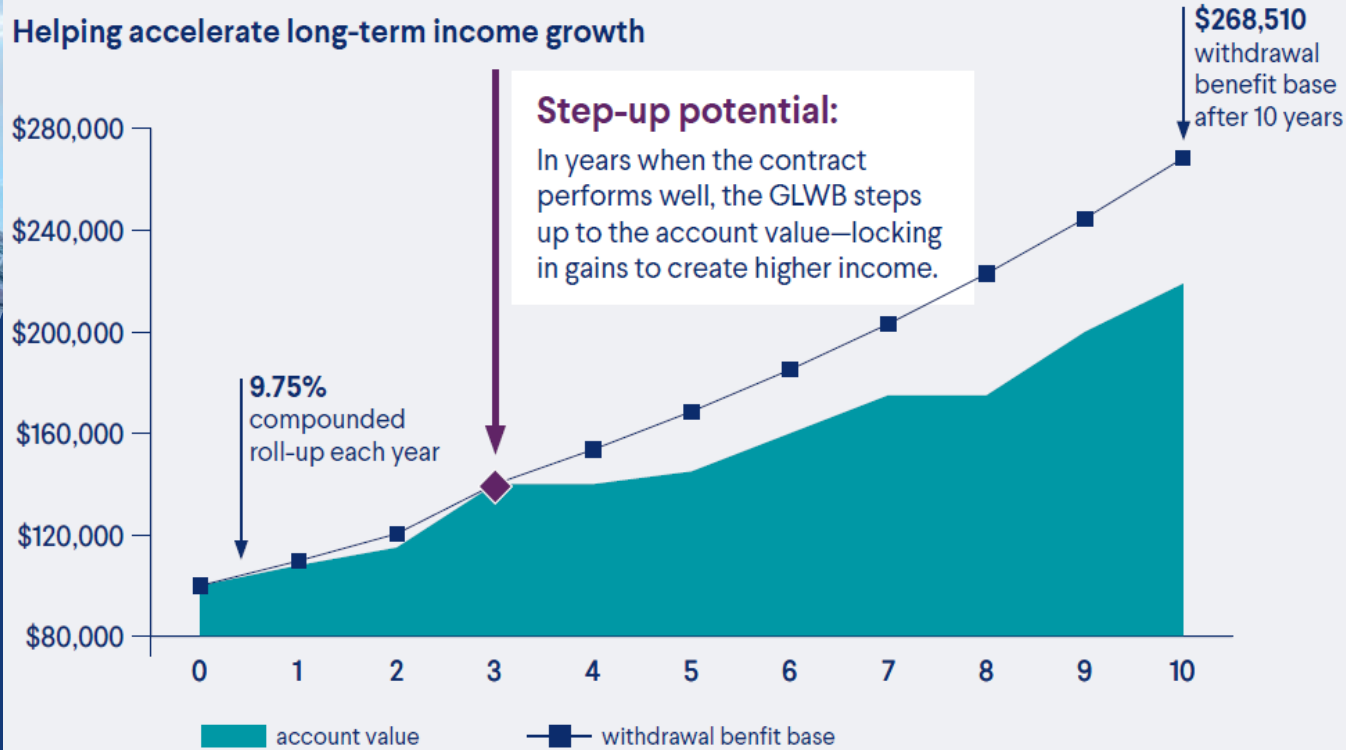 Helping accelerate long-term income growth
$268,510
withdrawal
benefit base
after 10 years
Step-up potential:
In years when the contract
performs well, the GLWB steps
up to the account value—locking
in gains to create higher income.
$280,000
$240,000
$200,000
$160,000
$120,000
$80,000
9.75%
compounded
roll-up each year
0 1 2 3 4 5 6 7 8 9 10
account value
withdrawal benfit base